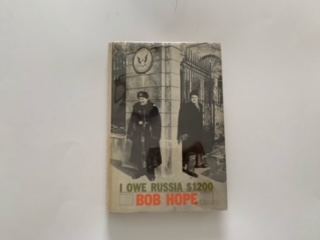 I OWE RUSSIA $1200
BOB HOPE